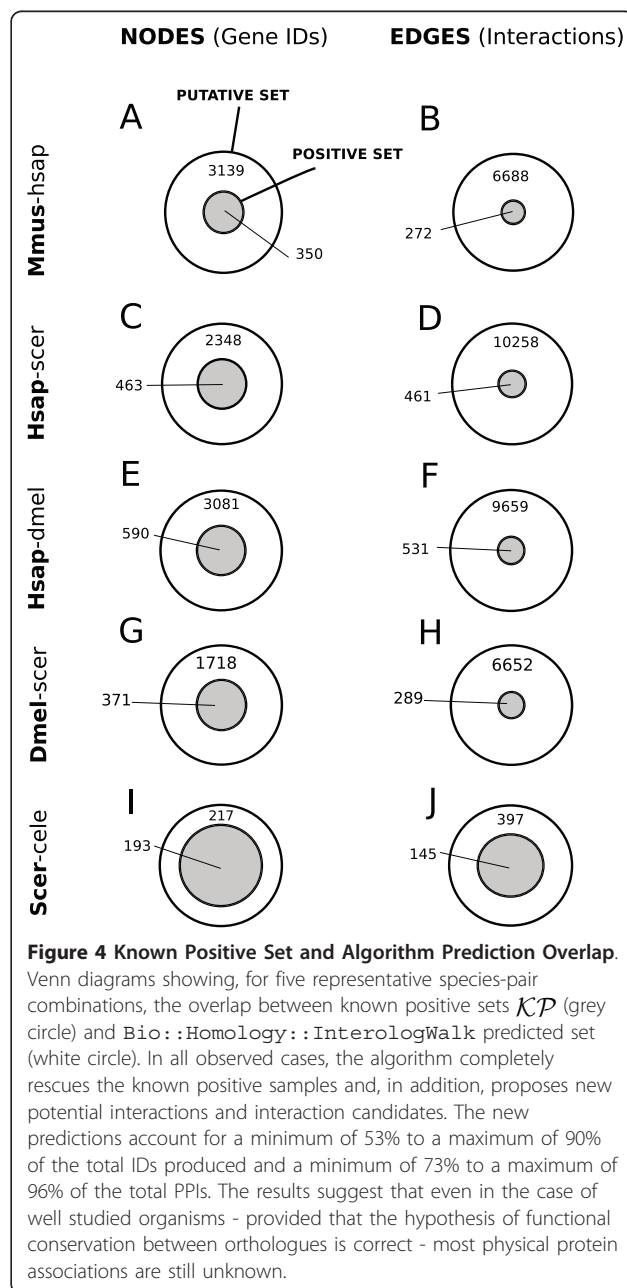 NODES (Gene IDs) EDGES (Interactions)
PUTATIVE SET
A B
POSITIVE SET
Mmus-hsap
3139 6688
350 272
C D
Hsap-scer
2348 10258
463 461
E F
Hsap-dmel
3081 9659
590 531
G H
Dmel-scer
1718 6652
371 289
I J
Scer-cele
217 397
193 145
Figure 4 Known Positive Set and Algorithm Prediction Overlap.
Venn diagrams showing, for five representative species-pair
combinations, the overlap between known positive sets 𝒦𝒫 (grey
circle) and Bio::Homology::InterologWalk predicted set
(white circle). In all observed cases, the algorithm completely
rescues the known positive samples and, in addition, proposes new
potential interactions and interaction candidates. The new
predictions account for a minimum of 53% to a maximum of 90%
of the total IDs produced and a minimum of 73% to a maximum of
96% of the total PPIs. The results suggest that even in the case of
well studied organisms - provided that the hypothesis of functional
conservation between orthologues is correct - most physical protein
associations are still unknown.